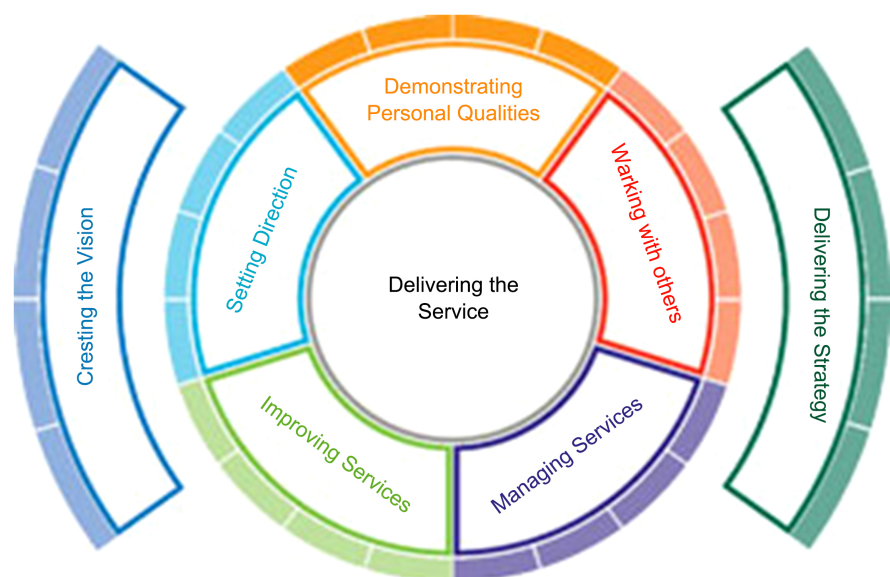 Demonstrating
Personal Qualities
Warking with others
Setting Direction
Delivering the
Service
Cresting the Vision
Delivering the Strategy
Improving Services
Managing Services